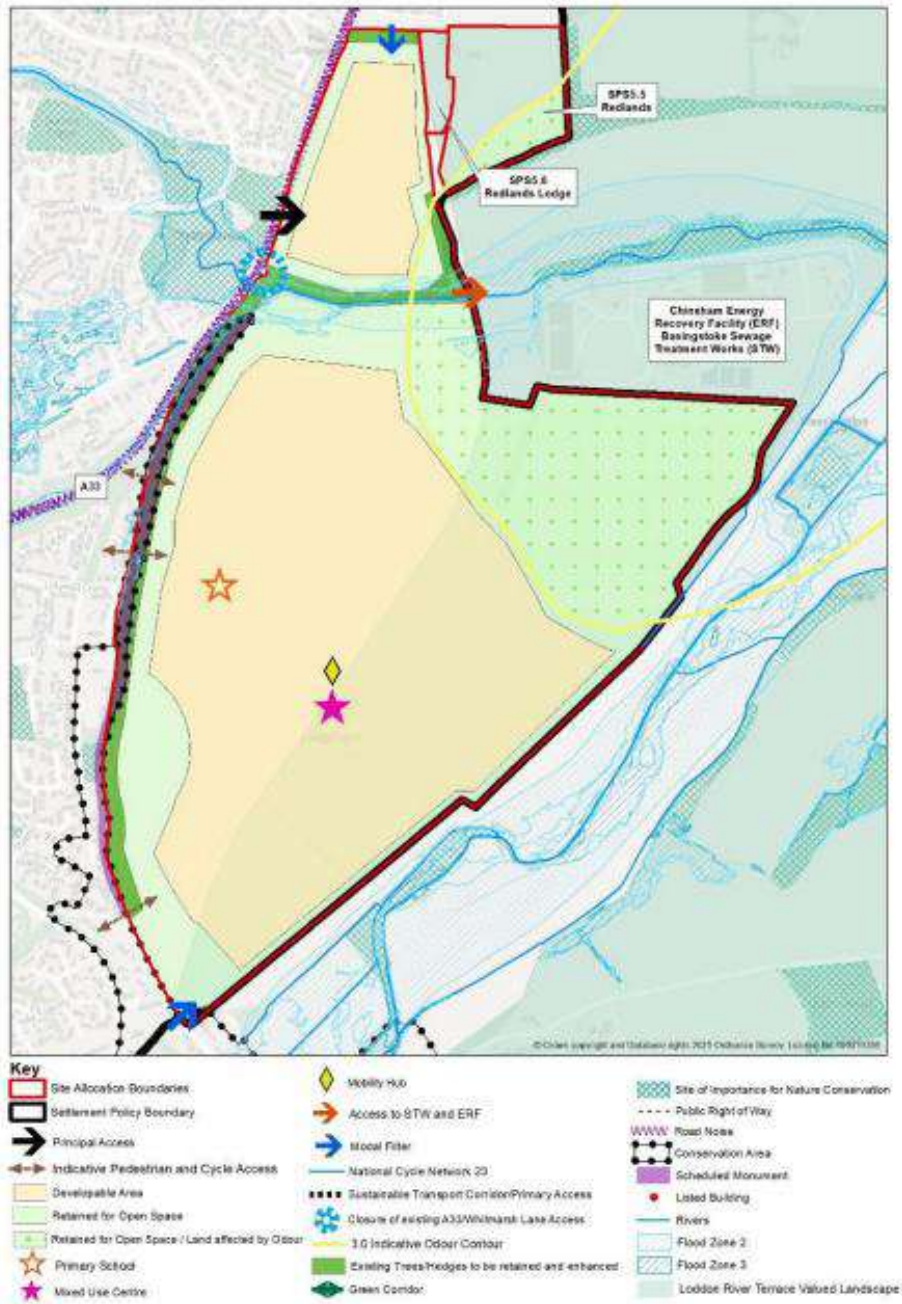 SPS5.5
Redlands
SPS5.6
Redlands Lodge
Chineham Energy
Recovery Facility (ERF)
Basingstoke Sewage
Treatment Works (STW)
A33
Key
Site Allocation Boundaries
Settlement Policy Boundary
Principal Access
Indicative Pedestrian and Cycle Access
Developable Area
Retained for Open Space
Retained for Open Space / Land affected by Odour
Primary School
Mixed Use Centre
Mobility Hub
Access to STW and ERF
Modal Filter
National Cycle Network 23
Sustainable Transport Corridor/Primary Access
Closure of existing A33/Whitmarsh Lane Access
3.0 Indicative Odour Contour
Existing Trees/Hedges to be retained and enhanced
Green Corridor
Site of Importance for Nature Conservation
Public Right of Way
Road Noise
Conservation Area
Scheduled Monument
Listed Building
Rivers
Flood Zone 2
Flood Zone 3
Loddon River Terrace Valued Landscape